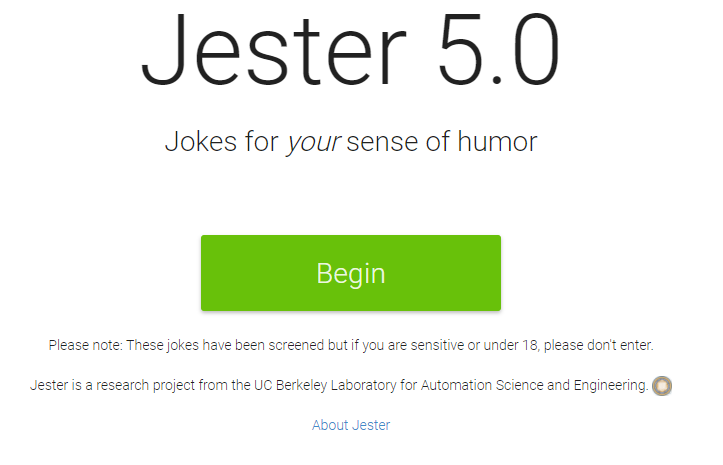 Jester 5.0
Jokes for your sense of humor
Begin
Please note: These jokes have been screened but if you are sensitive or under 18, please don't enter.
Jester is a research project from the UC Berkeley Laboratory for Automation Science and Engineering.
About Jester